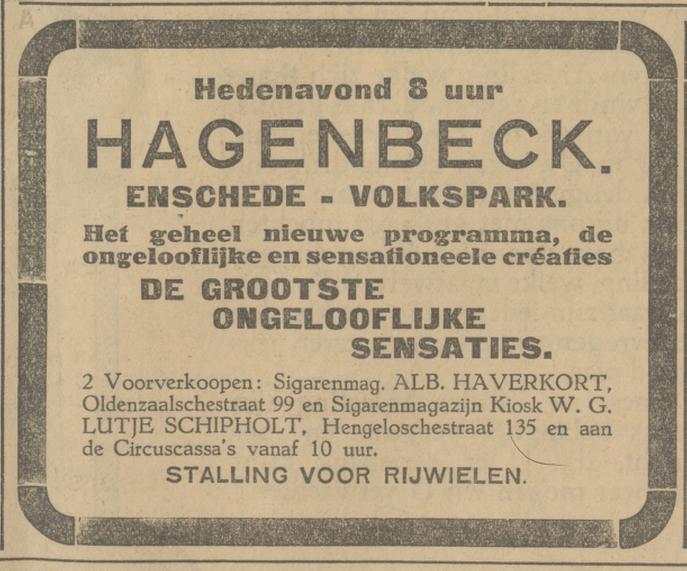 Hedenavond 8 uur
HAGENBECK.
ENSCHEDE - VOLKSPARK.
Het geheel nieuwe programma, de
ongelooflijke en sensationeele créaties
DE GROOTSTE
ONGELOOFLIJKE
SENSATIES.
2 Voorverkoopen: Sigarenmag. ALB. HAVERKORT,
Oldenzaalschestraat 99 en Sigarenmagazijn Kiosk W. G.
LUTJE SCHIPHOLT, Hengeloschestraat 135 en aan
de Circuscassa's vanaf 10 uur.
STALLING VOOR RIJWIELEN.